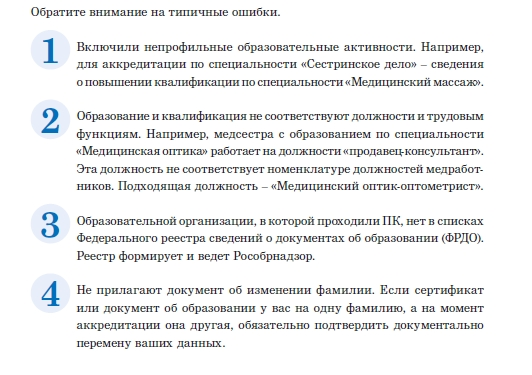 Обратите внимание на типичные ошибки.
1
Включили непрофильные образовательные активности. Например,
для аккредитации по специальности «Сестринское дело» – сведения
о повышении квалификации по специальности «Медицинский массаж».
2
Образование и квалификация не соответствуют должности и трудовым
функциям. Например, медсестра с образованием по специальности
«Медицинская оптика» работает на должности «продавец-консультант».
Эта должность не соответствует номенклатуре должностей медработ-
ников. Подходящая должность – «Медицинский оптик-оптометрист».
3
Образовательной организации, в которой проходили ПК, нет в списках
Федерального реестра сведений о документах об образовании (ФРДО).
Реестр формирует и ведет Рособрнадзор.
4
Не прилагают документ об изменении фамилии. Если сертификат
или документ об образовании у вас на одну фамилию, а на момент
аккредитации она другая, обязательно подтвердить документально
перемену ваших данных.